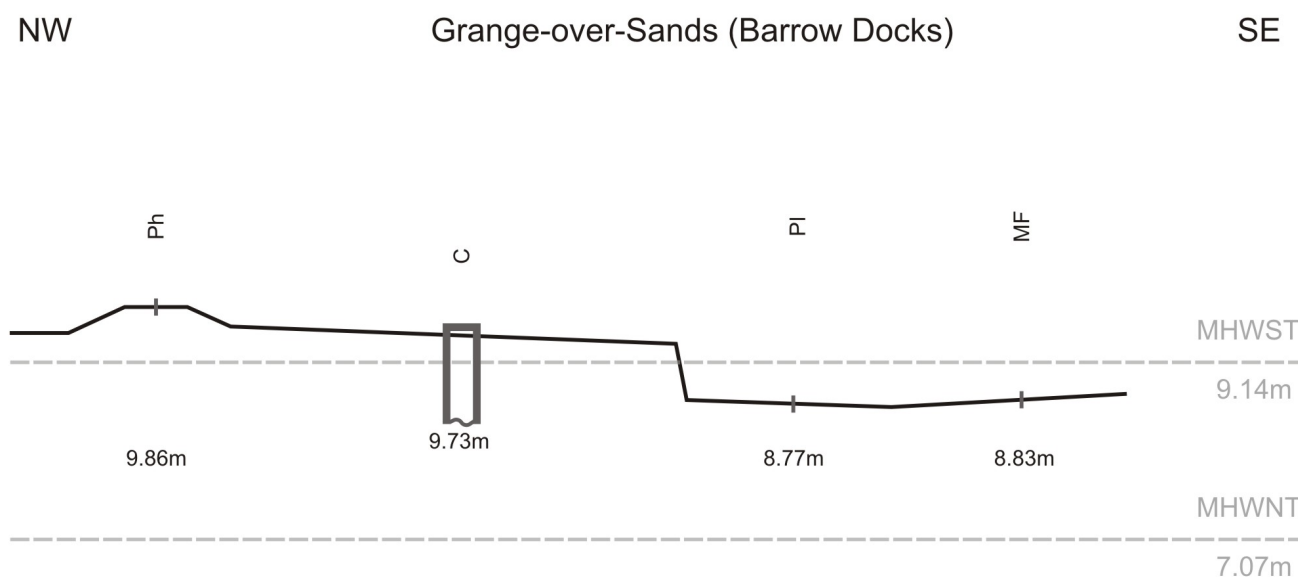 NW
Grange-over-Sands (Barrow Docks)
SE
Ph
C
Pl
MF
MHWST
9.14m
9.73m
9.86m
8.77m
8.83m
MHWNT
7.07m